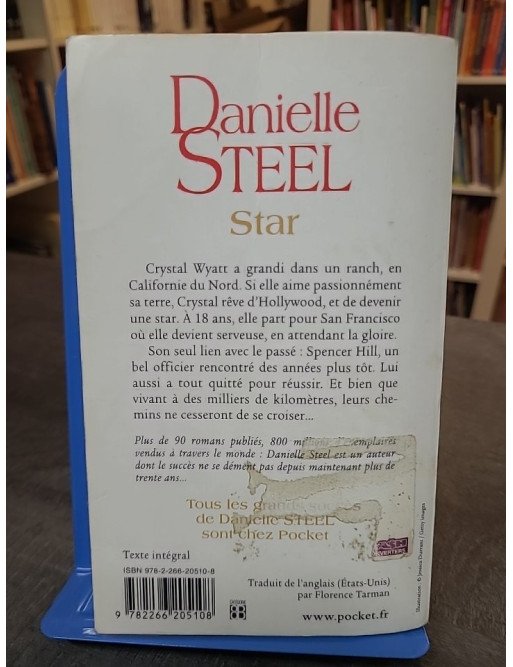 Danielle
STEEL
Star
Crystal Wyatt a grandi dans un ranch, en
Californie du Nord. Si elle aime passionnément
sa terre, Crystal rêve d'Hollywood, et de devenir
une star. À 18 ans, elle part pour San Francisco
où elle devient serveuse, en attendant la gloire.
Son seul lien avec le passé : Spencer Hill, un
bel officier rencontré des années plus tôt. Lui
aussi a tout quitté pour réussir. Et bien que
vivant à des milliers de kilomètres, leurs che-
mins ne cesseront de se croiser...
Plus de 90 romans publiés, 800
vendus à travers le monde : Danielle Steel est un auteur
dont le succès ne se dément pas depuis maintenant plus de
trente ans...
Tous les grands
de Danielle STEEL
sont chez Pocket
Texte intégral
ISBN 978-2-266-20510-8
9 782266 205108
Traduit de l'anglais (États-Unis)
par Florence Tarman
www.pocket.fr